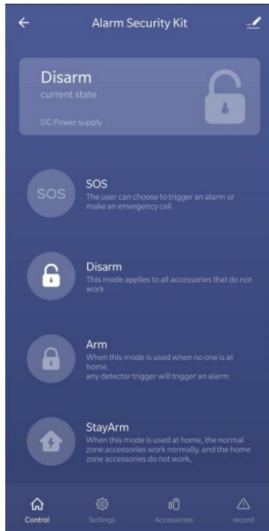 Alarm Security Kit
Disarm
current state
DC:Power supply
SOS
SOS
The user can choose to trigger an alarm or
make an emergency call.
Disarm
This mode applies to all accessories that do not
work
Arm
When this mode is used when no one is at
home,
any detector trigger will trigger an alarm.
StayArm
When this mode is used at home, the normal
zone accessories work normally, and the home
zone accessories do not work,
Control
Settings
Accessories
record